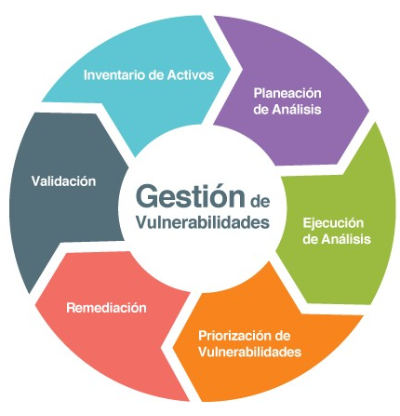 Gestión de
Vulnerabilidades
Inventario de Activos
Planeación
de Análisis
Ejecución
de Análisis
Priorización de
Vulnerabilidades
Remediación
Validación